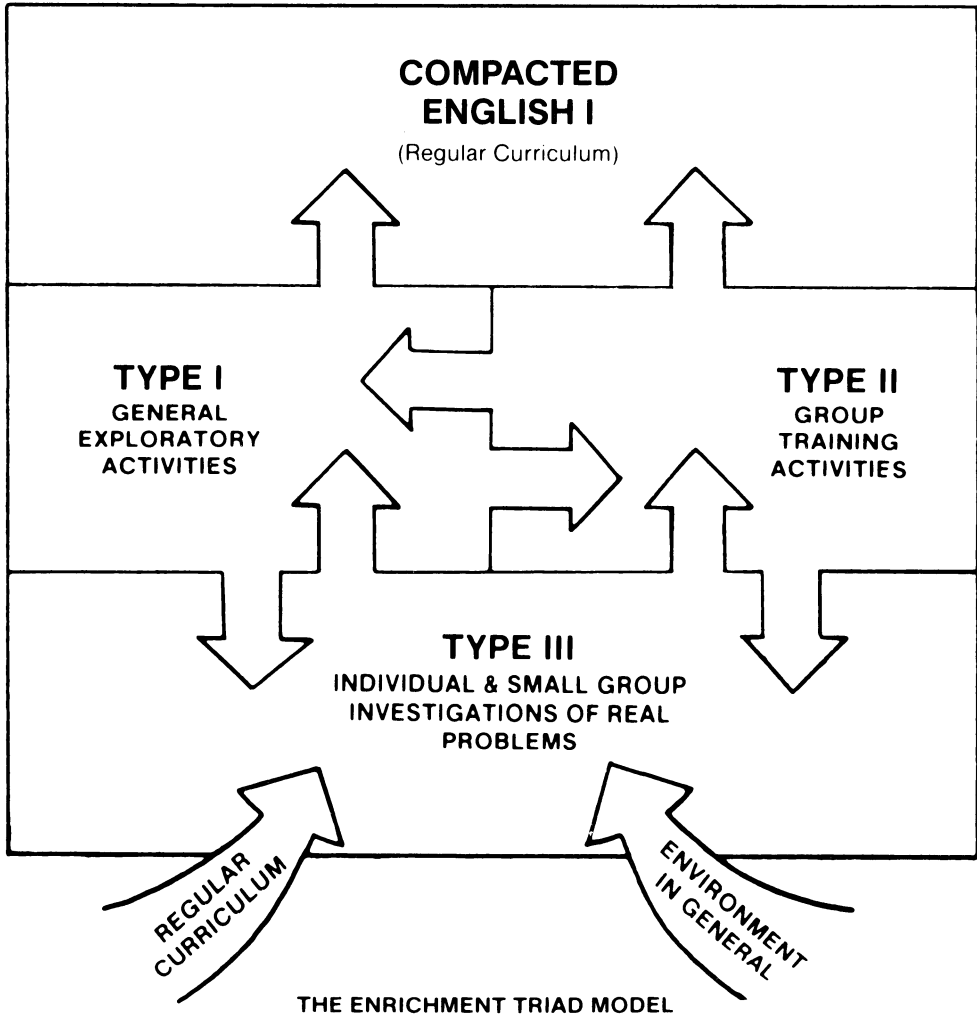 COMPACTED
ENGLISH I
(Regular Curriculum)
TYPE I
GENERAL
EXPLORATORY
ACTIVITIES
TYPE II
GROUP
TRAINING
ACTIVITIES
TYPE III
INDIVIDUAL & SMALL GROUP
INVESTIGATIONS OF REAL
PROBLEMS
REGULAR
CURRICULUM
ENVIRONMENT
IN GENERAL
THE ENRICHMENT TRIAD MODEL